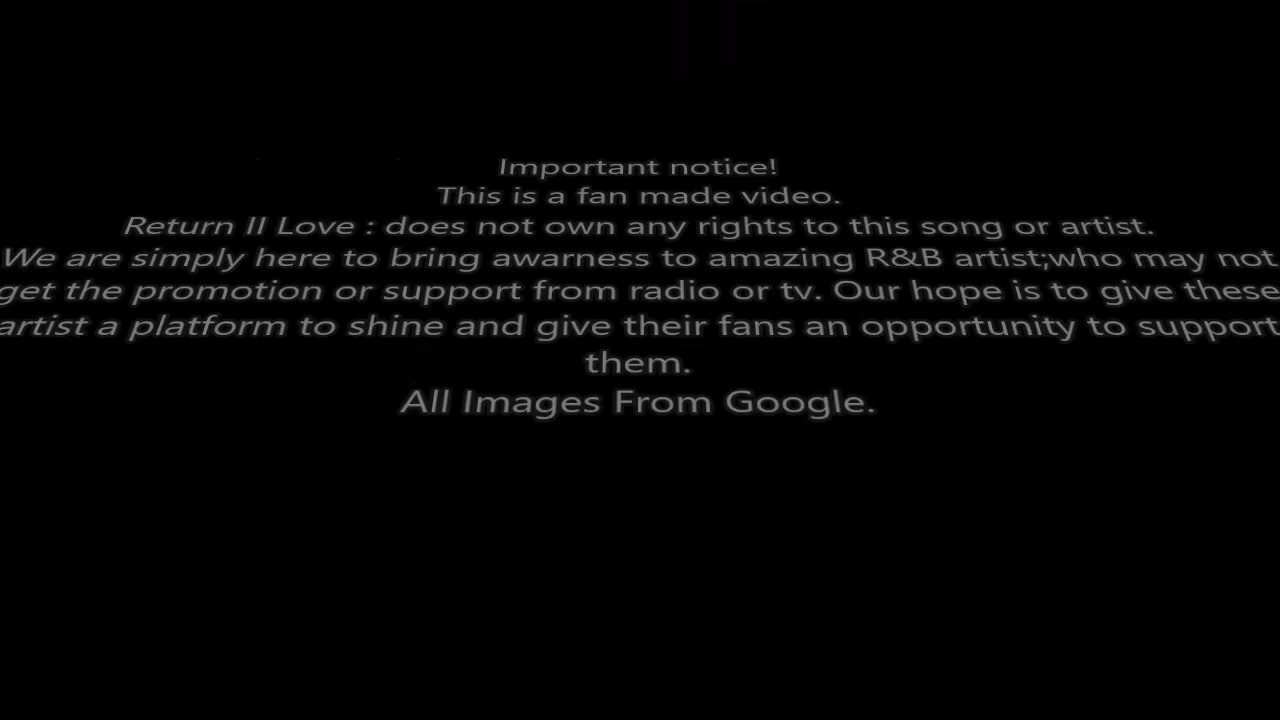 Important notice!
This is a fan made video.
Return II Love : does not own any rights to this song or artist.
We are simply here to bring awarness to amazing R&B artist;who may not
get the promotion or support from radio or tv. Our hope is to give these
artist a platform to shine and give their fans an opportunity to support
them.
All Images From Google.